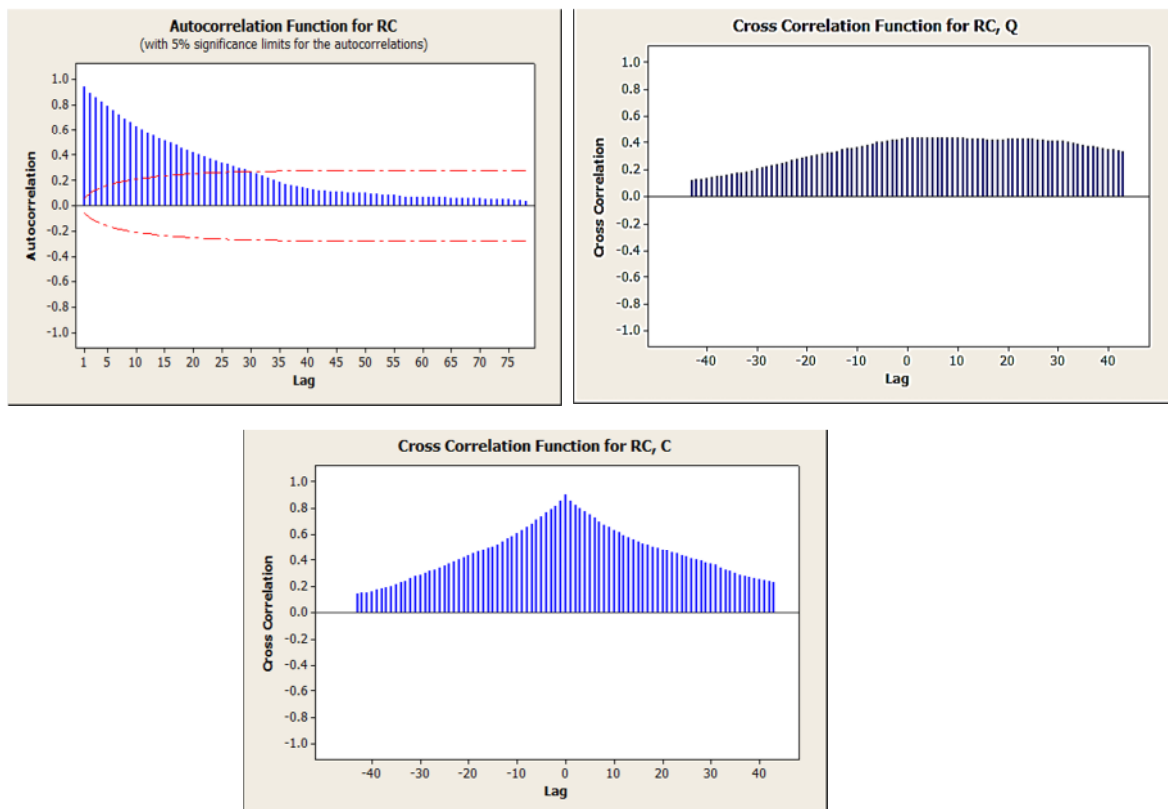 Autocorrelation Function for RC
(with 5% significance limits for the autocorrelations)
Autocorrelation
1.0
0.8
0.6
0.4
0.2
0.0
-0.2
-0.4
-0.6
-0.8
-1.0
1 5 10 15 20 25 30 35 40 45 50 55 60 65 70 75
Lag
Cross Correlation Function for RC, Q
Cross Correlation
1.0
0.8
0.6
0.4
0.2
0.0
-0.2
-0.4
-0.6
-0.8
-1.0
-40 -30 -20 -10 0 10 20 30 40
Lag
Cross Correlation Function for RC, C
Cross Correlation
1.0
0.8
0.6
0.4
0.2
0.0
-0.2
-0.4
-0.6
-0.8
-1.0
-40 -30 -20 -10 0 10 20 30 40
Lag